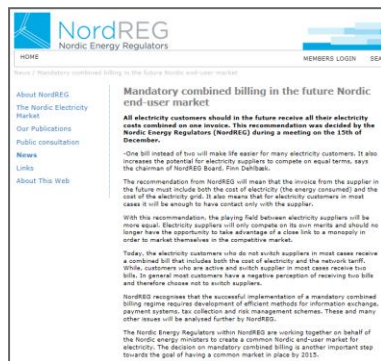 NordREG
Nordic Energy Regulators
HOME
MEMBERS LOGIN
News / Mandatory combined billing in the future Nordic end-user market
About NordREG
The Nordic Electricity
Market
Our Publications
Public consultation
News
Links
About This Web
Mandatory combined billing in the future Nordic
end-user market
All electricity customers should in the future receive all their electricity
costs combined on one invoice. This recommendation was decided by the
Nordic Energy Regulators (NordREG) during a meeting on the 15th of
December.
-One bill instead of two will make life easier for many electricity customers. It also
increases the potential for electricity suppliers to compete on equal terms, says
the chairman of NordREG Board, Finn Dehlbæk.
The recommendation from NordREG will mean that the invoice from the supplier in
the future must include both the cost of electricity (the energy consumed) and the
cost of the electricity grid. It also means that for electricity customers in most
cases it will be enough to have contact only with the supplier.
With this recommendation, the playing field between electricity suppliers will be
more equal. Electricity suppliers will only compete on its own merits and should no
longer have the opportunity to take advantage of a close link to a monopoly in
order to market themselves in the competitive market.
Today, the electricity customers who do not switch suppliers in most cases receive
a combined bill that includes both the cost of electricity and the network tariff.
While, customers who are active and switch supplier in most cases receive two
bills. In general most customers have a negative perception of receiving two bills
and therefore choose not to switch suppliers.
NordREG recognises that the successful implementation of a mandatory combined
billing regime requires development of efficient methods for information exchange,
payment systems, tax collection and risk management schemes. These and many
other issues will be analysed further by NordREG.
The Nordic Energy Regulators within NordREG are working together on behalf of
the Nordic energy ministers to create a common Nordic end-user market for
electricity. The decision on mandatory combined billing is another important step
towards the goal of having a common market in place by 2015.